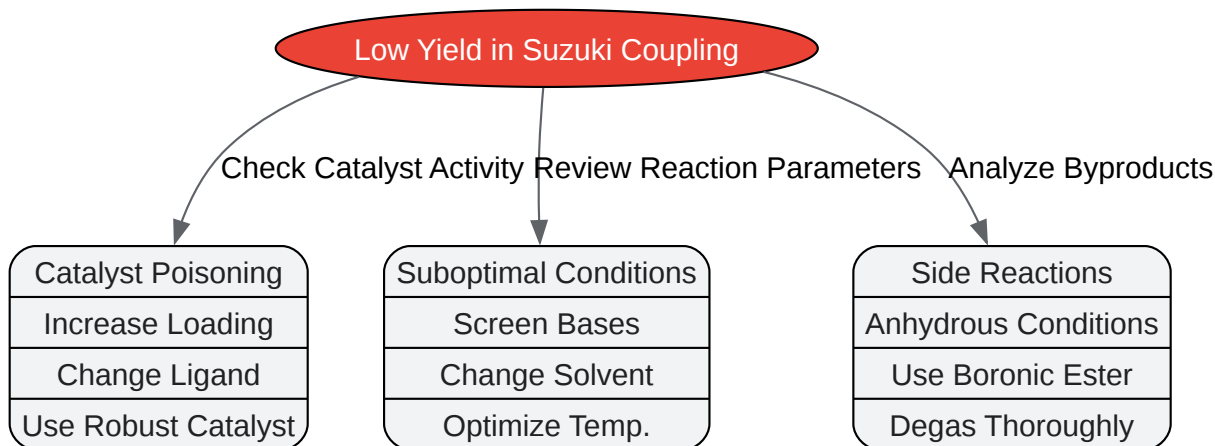 Low Yield in Suzuki Coupling
Check Catalyst Activity
Review Reaction Parameters
Analyze Byproducts
Catalyst Poisoning
Increase Loading
Change Ligand
Use Robust Catalyst
Suboptimal Conditions
Screen Bases
Change Solvent
Optimize Temp.
Side Reactions
Anhydrous Conditions
Use Boronic Ester
Degas Thoroughly